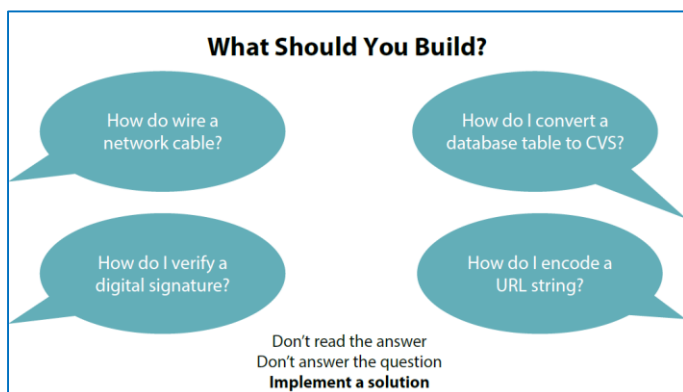 What Should You Build?
How do wire a
network cable?
How do I convert a
database table to CVS?
How do I verify a
digital signature?
How do I encode a
URL string?
Don't read the answer
Don't answer the question
Implement a solution